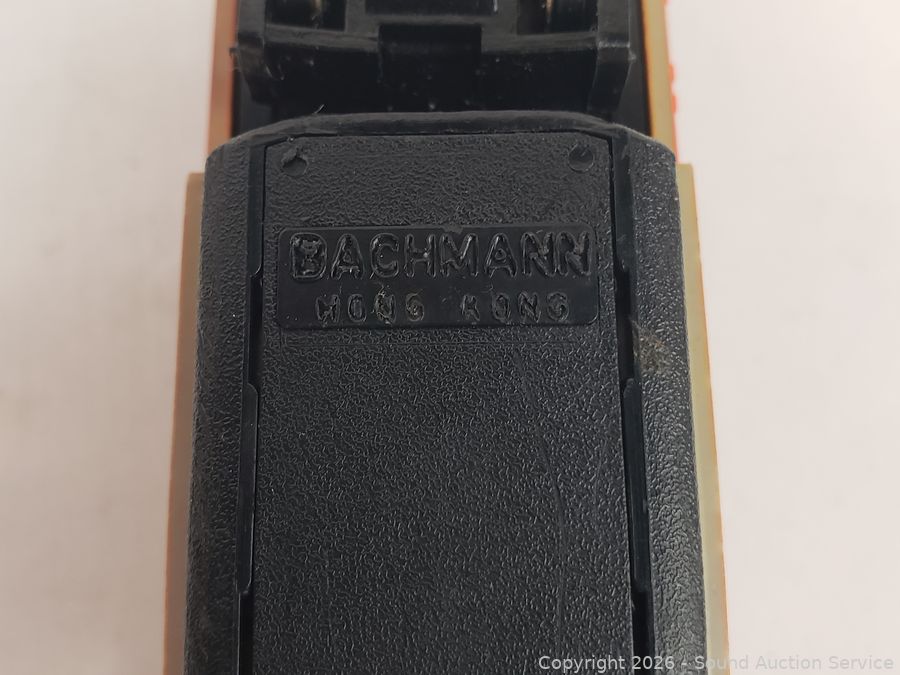 BACHMANN
HONG KONG
Copyright 2026 - Sound Auction Service